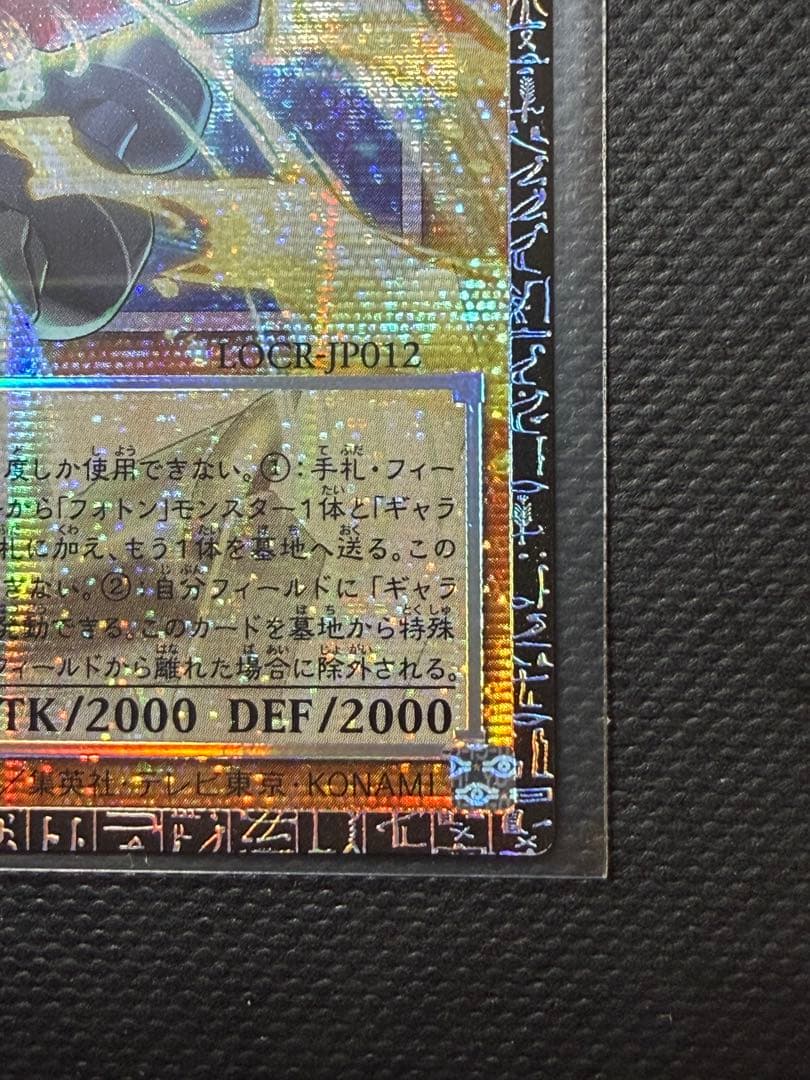 LOCR-JP012
度しか使用できない。①:手札・フィー
から「フォトン」モンスター1体と「ギャラ
札に加え、もう1体を墓地へ送る。この
さない。②:自分フィールドに「ギャラ
発動できる。このカードを墓地から特殊
フィールドから離れた場合に除外される。
TK/2000 DEF/2000
/集英社・テレビ東京・KONAMI